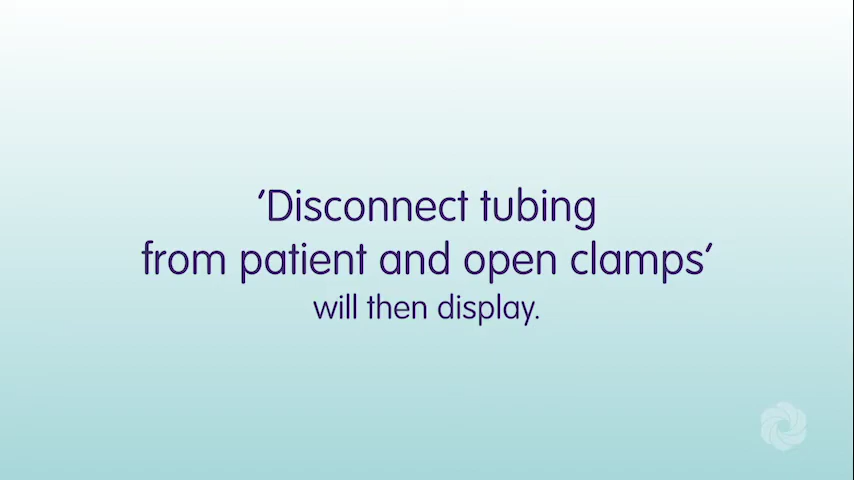 ‘Disconnect tubing
from patient and open clamps’
will then display.